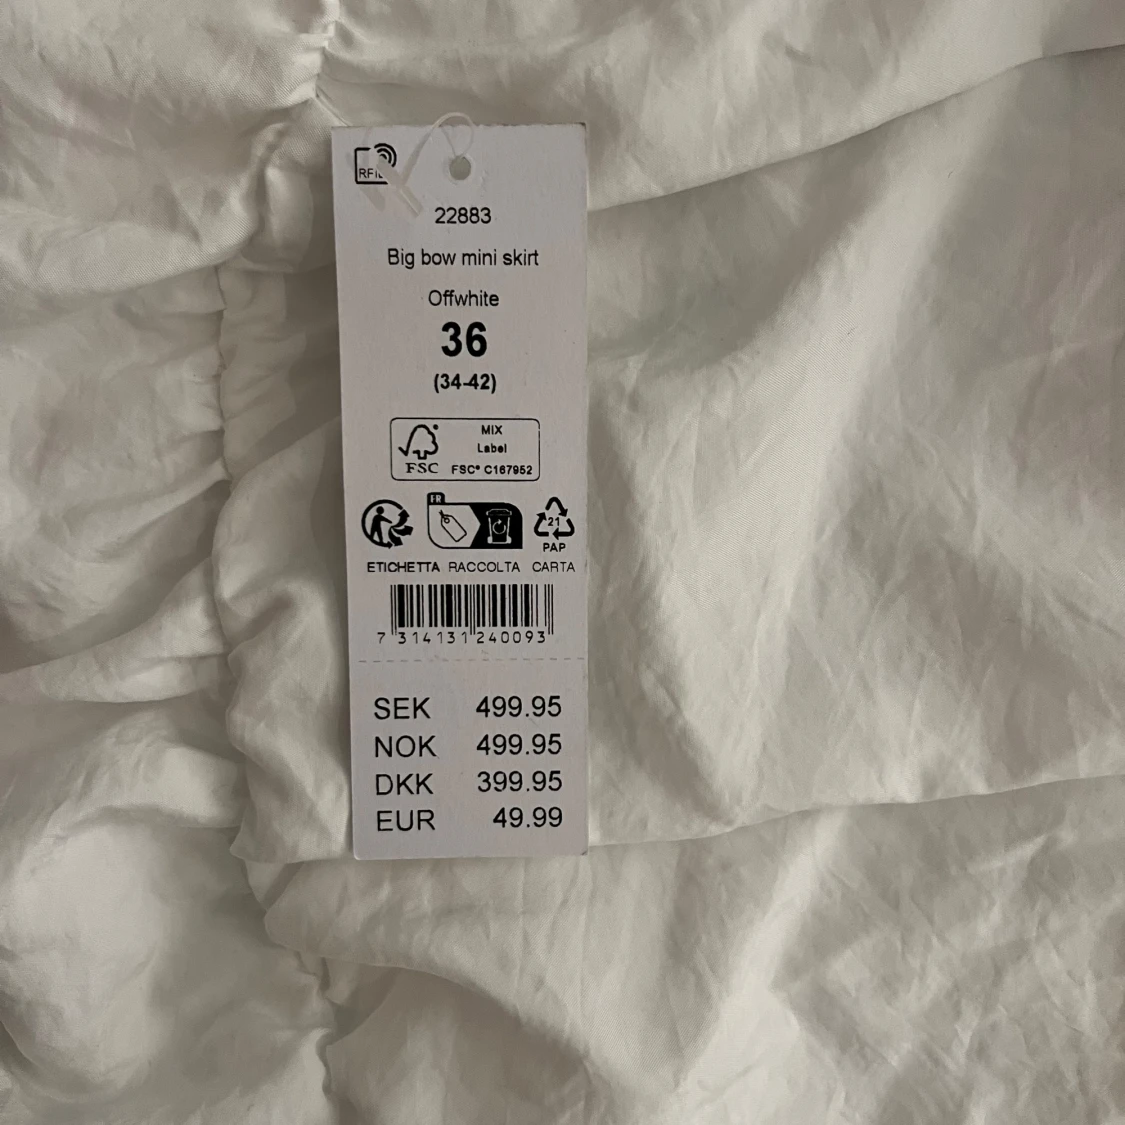 RFID
22883
Big bow mini skirt
Offwhite
36
(34-42)
MIX
Label
FSC FSC® C167952
FR
21
PAP
ETICHETTA RACCOLTA CARTA
7 314131 240093
SEK 499.95
NOK 499.95
DKK 399.95
EUR 49.99